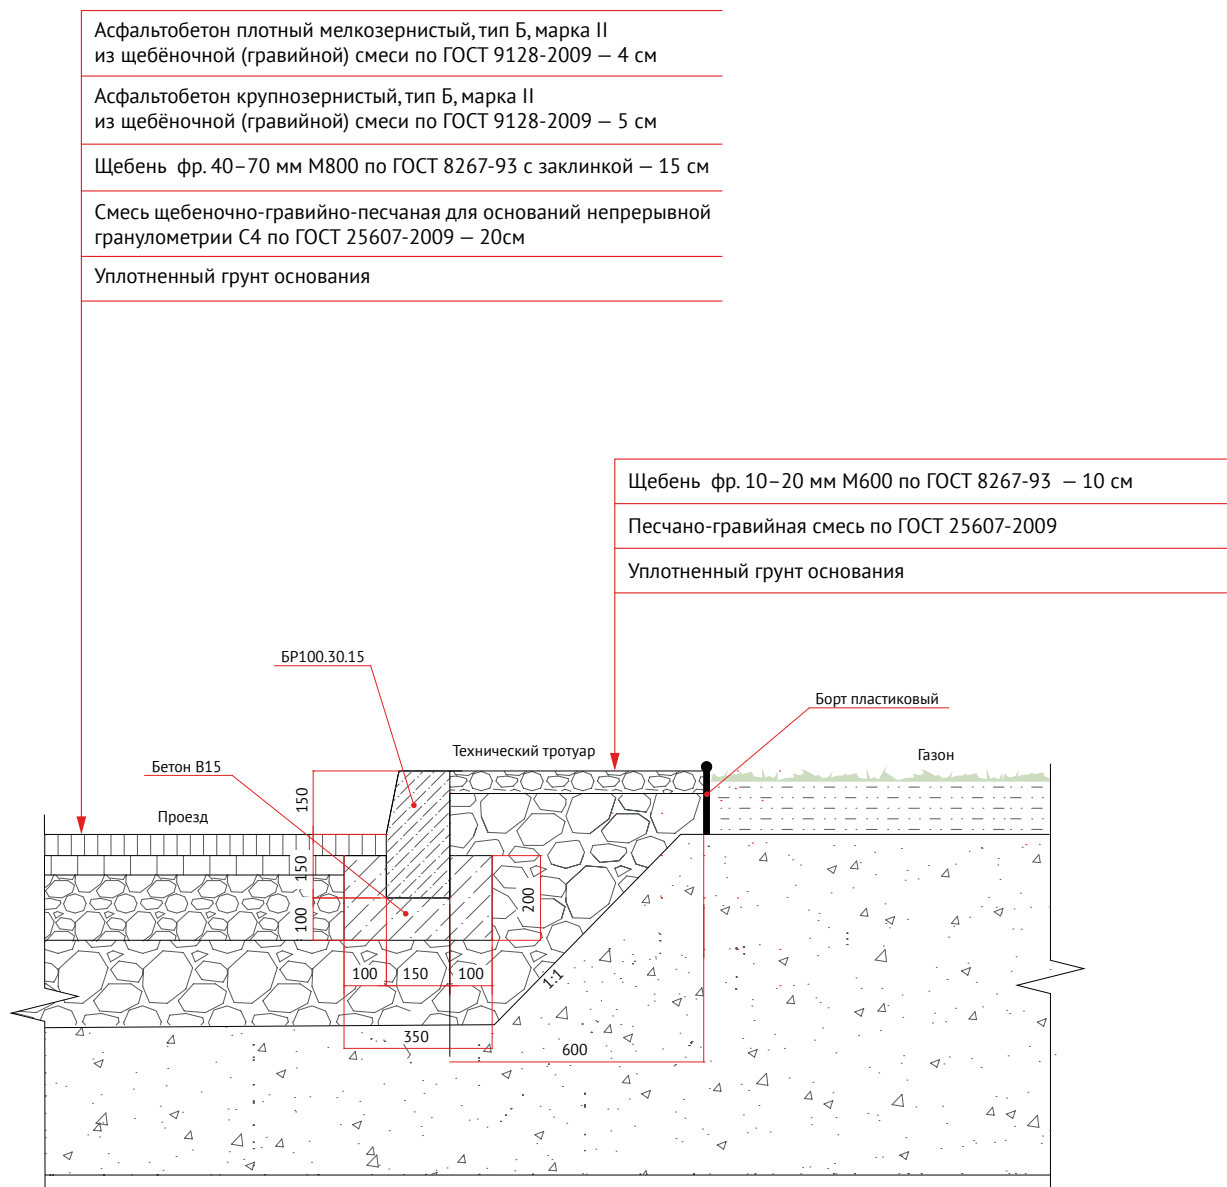 Асфальтобетон плотный мелкозернистый, тип Б, марка II
из щебёночной (гравийной) смеси по ГОСТ 9128-2009 — 4 см
Асфальтобетон крупнозернистый, тип Б, марка II
из щебёночной (гравийной) смеси по ГОСТ 9128-2009 — 5 см
Щебень фр. 40–70 мм М800 по ГОСТ 8267-93 с заклинкой — 15 см
Смесь щебеночно-гравийно-песчаная для оснований непрерывной
гранулометрии С4 по ГОСТ 25607-2009 — 20см
Уплотненный грунт основания
Щебень фр. 10–20 мм М600 по ГОСТ 8267-93 — 10 см
Песчано-гравийная смесь по ГОСТ 25607-2009
Уплотненный грунт основания
БР100.30.15
Борт пластиковый
Технический тротуар
Газон
Бетон В15
Проезд
150
150
100
200
100
150
100
1:1
350
600